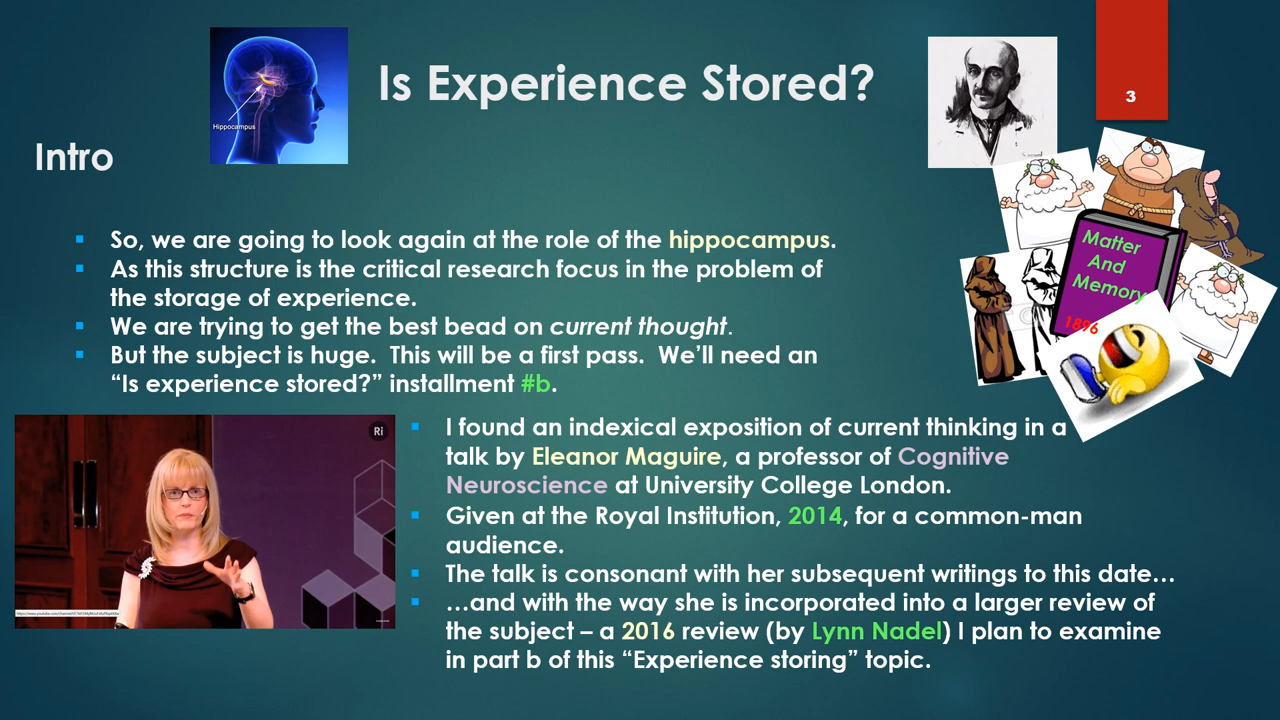 Is Experience Stored?
3
Hippocampus
Intro
So, we are going to look again at the role of the hippocampus.
As this structure is the critical research focus in the problem of
the storage of experience.
We are trying to get the best bead on current thought.
But the subject is huge. This will be a first pass. We'll need an
“Is experience stored?” installment #b.
Matter
And
Memory
1896
Ri
I found an indexical exposition of current thinking in a
talk by Eleanor Maguire, a professor of Cognitive
Neuroscience at University College London.
Given at the Royal Institution, 2014, for a common-man
audience.
The talk is consonant with her subsequent writings to this date…
…and with the way she is incorporated into a larger review of
the subject – a 2016 review (by Lynn Nadel) I plan to examine
in part b of this “Experience storing” topic.